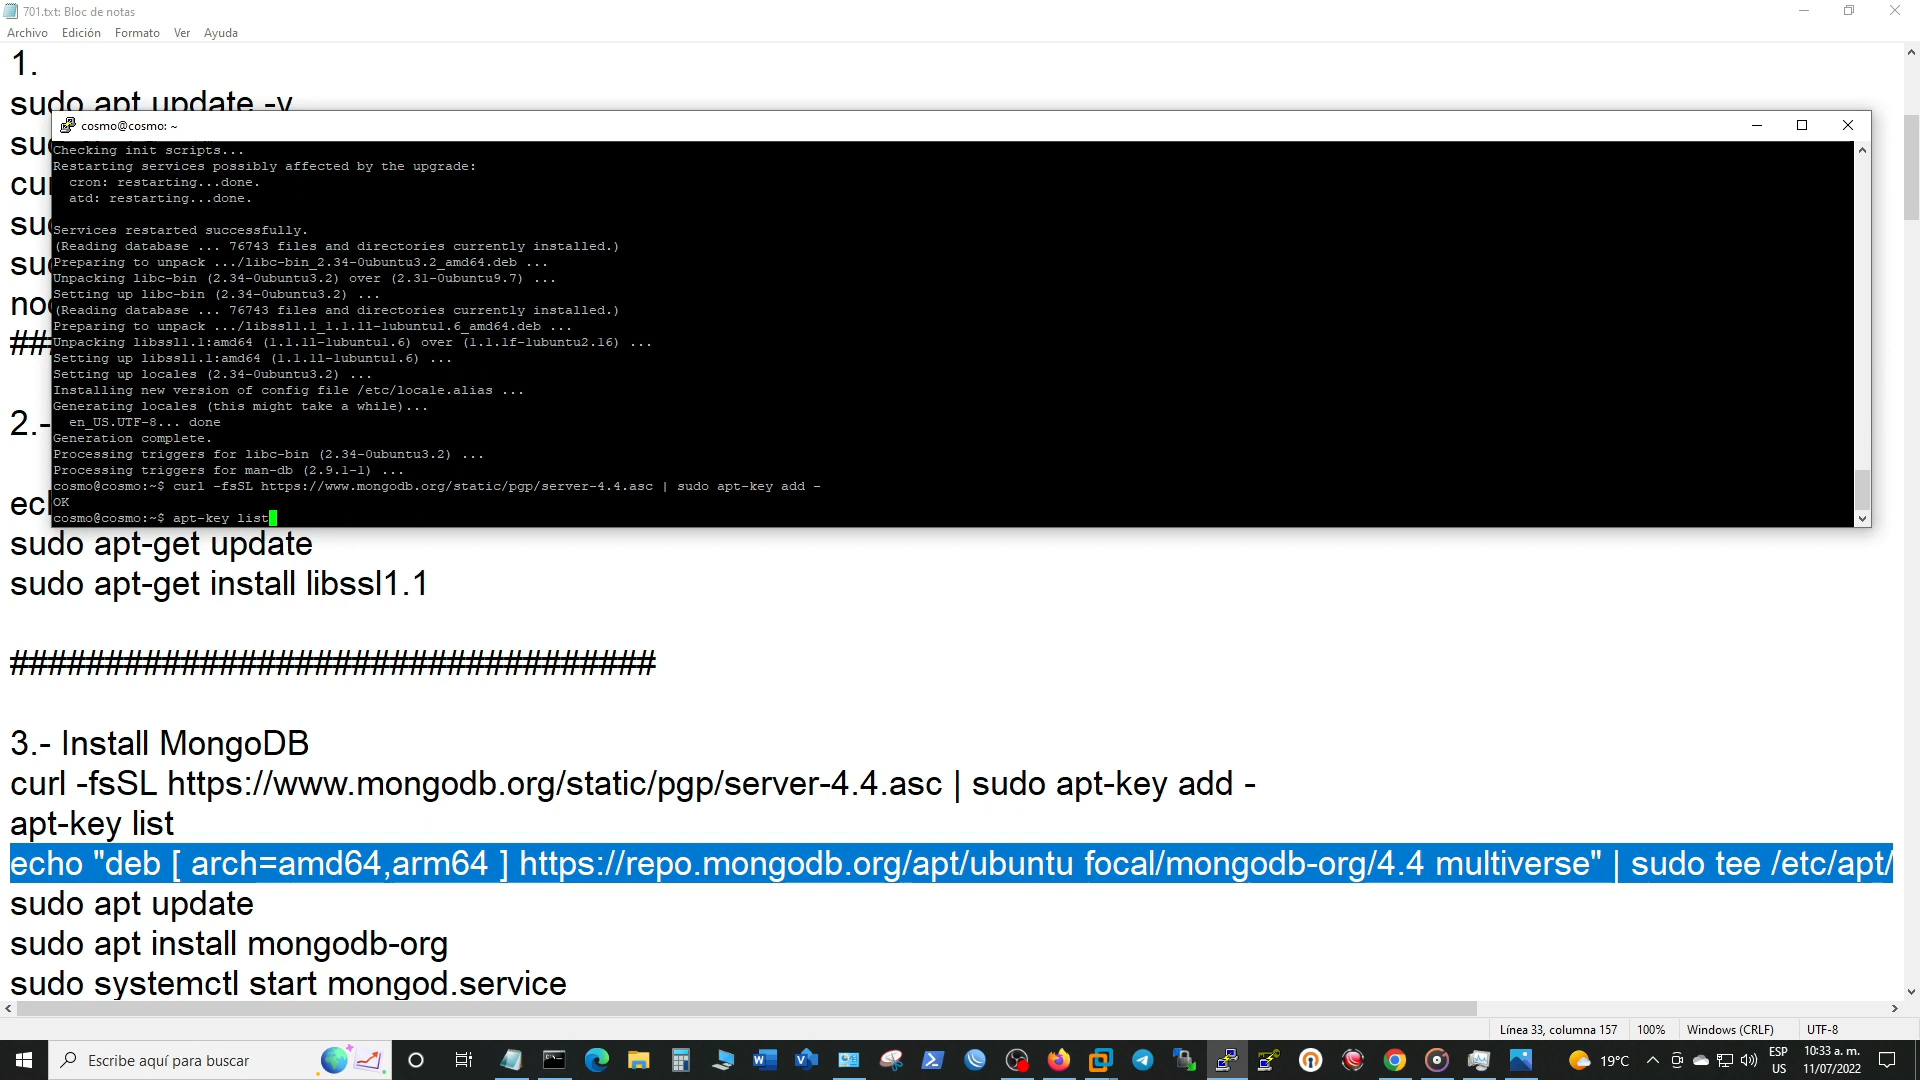 701.txt: Bloc de notas
Archivo Edición Formato Ver Ayuda
1.
sudo apt update -y
cosmo@cosmo: ~
Checking init scripts...
Restarting services possibly affected by the upgrade:
cron: restarting...done.
atd: restarting...done.
Services restarted successfully.
(Reading database ... 76743 files and directories currently installed.)
Preparing to unpack .../libc-bin_2.34-0ubuntu3.2_amd64.deb ...
Unpacking libc-bin (2.34-0ubuntu3.2) over (2.31-0ubuntu9.7) ...
Setting up libc-bin (2.34-0ubuntu3.2) ...
(Reading database ... 76743 files and directories currently installed.)
Preparing to unpack .../libssl1.1_1.1.1l-1ubuntu1.6_amd64.deb ...
Unpacking libssl1.1:amd64 (1.1.1l-1ubuntu1.6) over (1.1.1f-1ubuntu2.16) ...
Setting up libssl1.1:amd64 (1.1.1l-1ubuntu1.6) ...
Setting up locales (2.34-0ubuntu3.2) ...
Installing new version of config file /etc/locale.alias ...
Generating locales (this might take a while)...
en_US.UTF-8... done
Generation complete.
Processing triggers for libc-bin (2.34-0ubuntu3.2) ...
Processing triggers for man-db (2.9.1-1) ...
cosmo@cosmo:~$ curl -fsSL https://www.mongodb.org/static/pgp/server-4.4.asc | sudo apt-key add -
OK
cosmo@cosmo:~$ apt-key list
2.-
sudo apt-get update
sudo apt-get install libssl1.1
##################################
3.- Install MongoDB
curl -fsSL https://www.mongodb.org/static/pgp/server-4.4.asc | sudo apt-key add -
apt-key list
echo "deb [ arch=amd64,arm64 ] https://repo.mongodb.org/apt/ubuntu focal/mongodb-org/4.4 multiverse" | sudo tee /etc/apt/
sudo apt update
sudo apt install mongodb-org
sudo systemctl start mongod.service
Línea 33, columna 157 100% Windows (CRLF) UTF-8
Escribe aquí para buscar
19°C
ESP
US
10:33 a. m.
11/07/2022